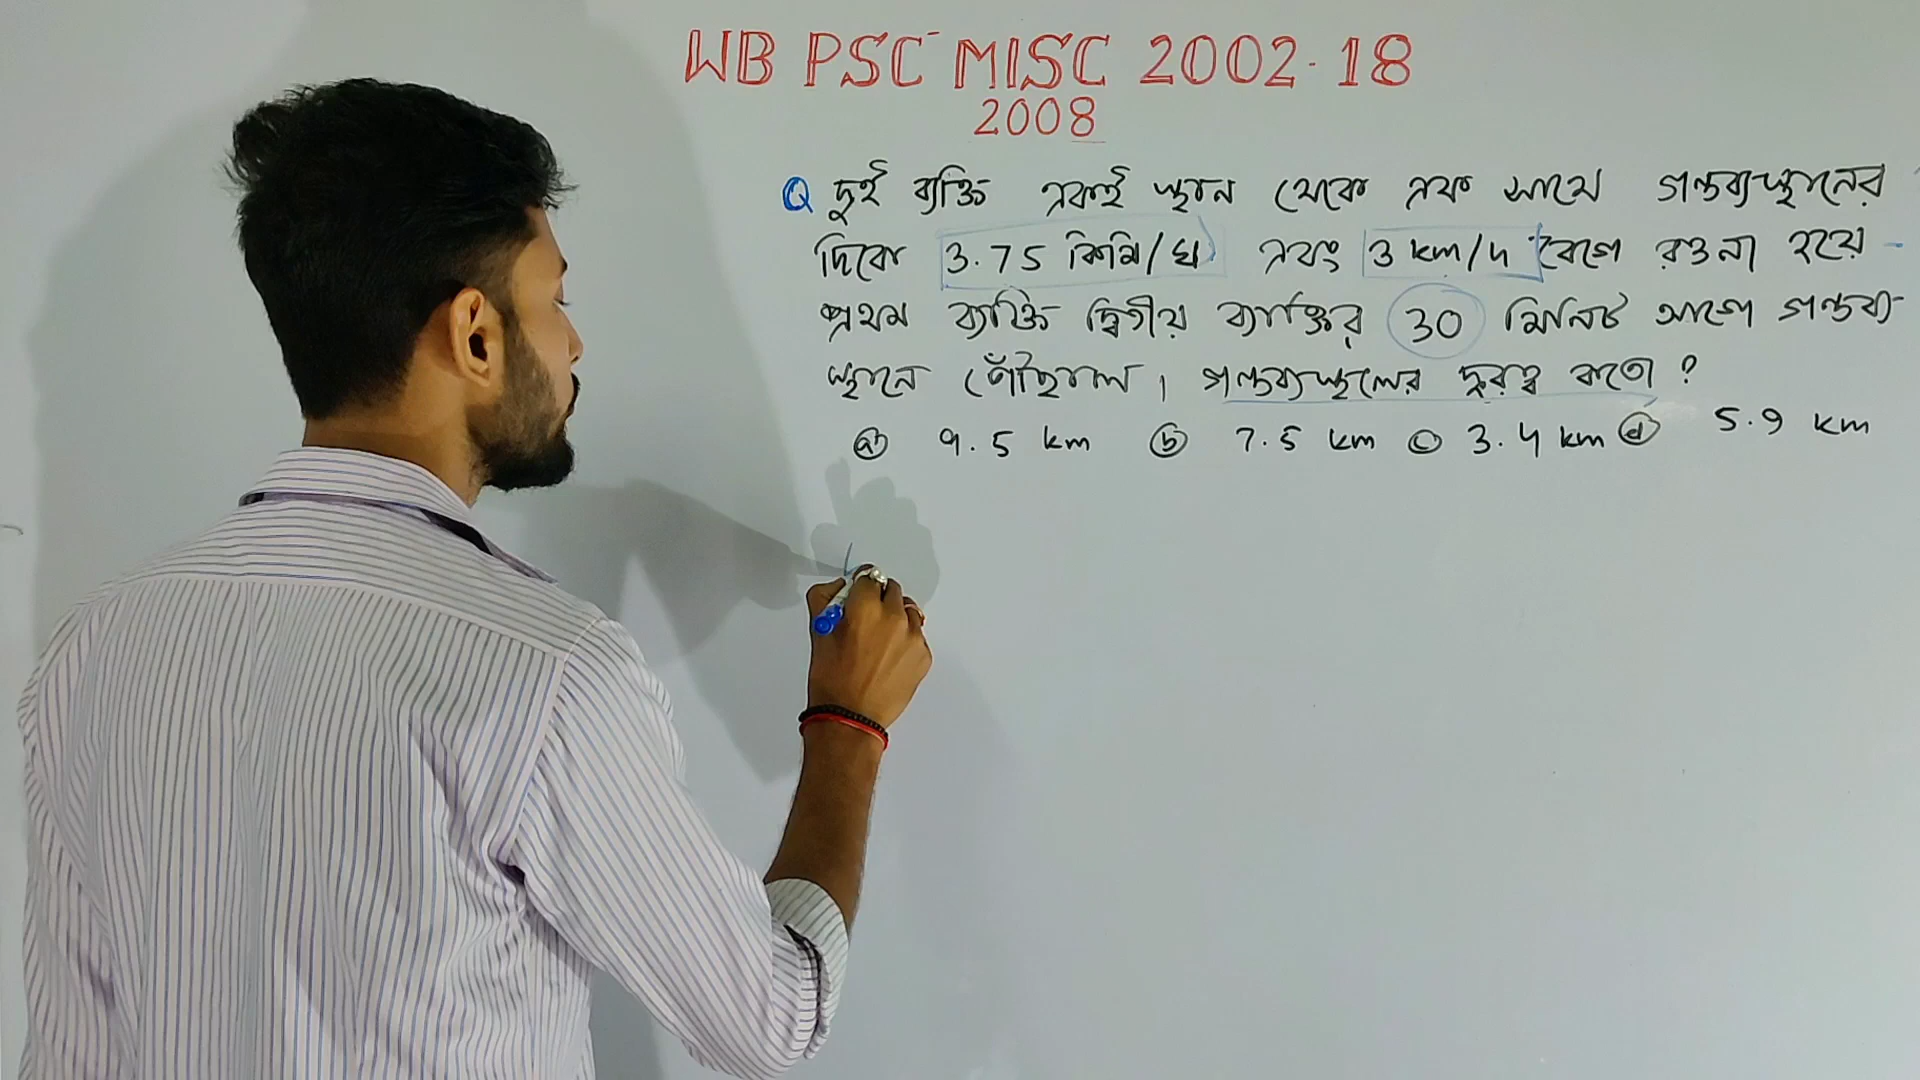 WB PSC MISC 2002-18
2008
Q দুই ব্যক্তি একই স্থান থেকে এক সাথে গন্তব্যস্থানের
দিকে 3.75 কিমি/ঘ এবং 3 km/h বেগে রওনা হয়ে
প্রথম ব্যক্তি দ্বিতীয় ব্যক্তির 30 মিনিট আগে গন্তব্য
স্থানে পৌঁছাল। গন্তব্যস্থলের দূরত্ব কতো ?
ⓐ 9.5 km ⓑ 7.5 km ⓒ 3.4 km ⓓ 5.9 km